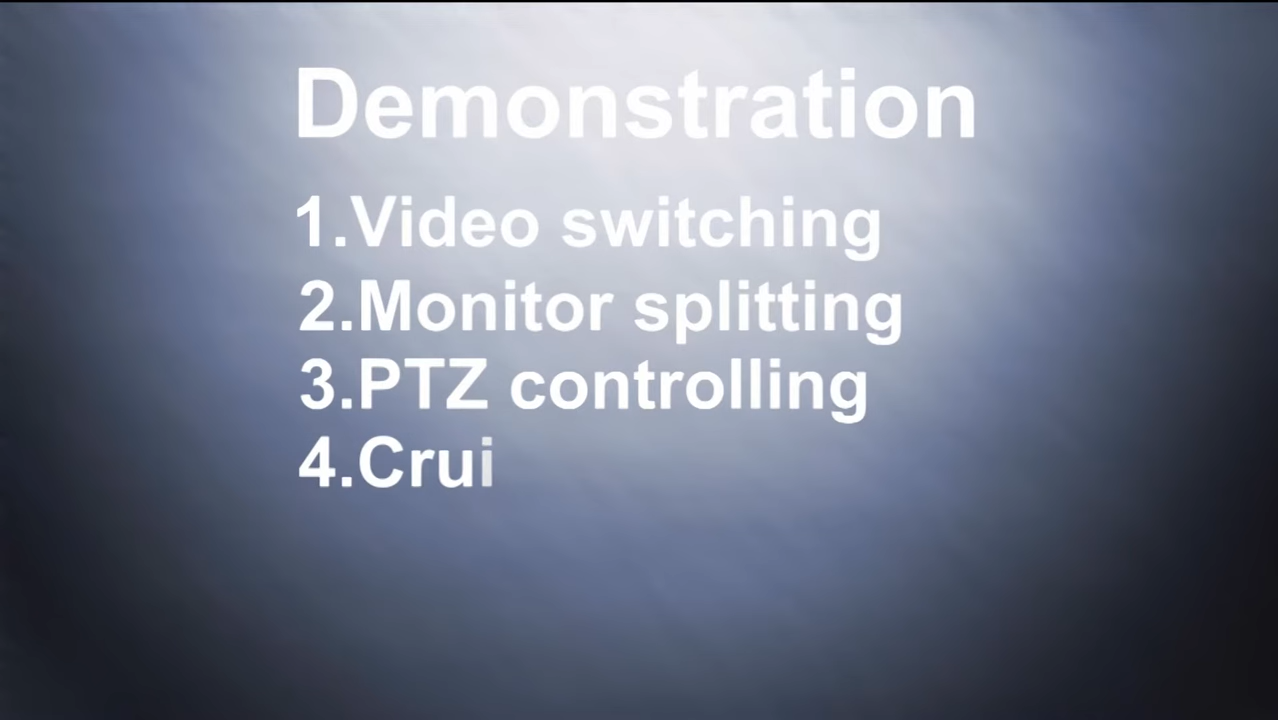 Demonstration
1.Video switching
2.Monitor splitting
3.PTZ controlling
4.Crui